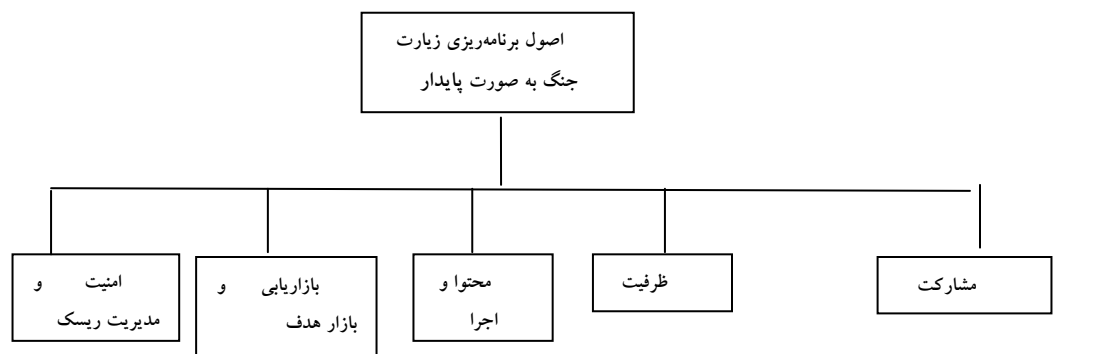 اصول برنامه‌ریزی زیارت
جنگ به صورت پایدار
مشارکت
ظرفیت
محتوا و
اجرا
بازاریابی و
بازار هدف
امنیت و
مدیریت ریسک